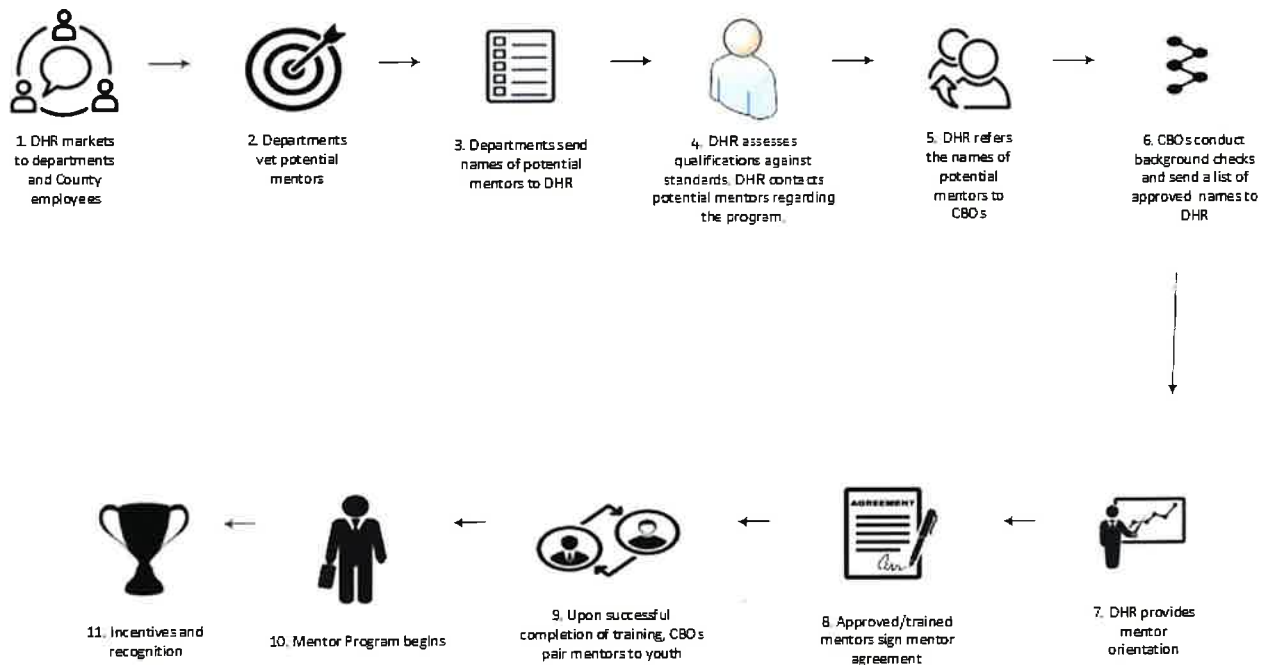 1. DHR markets
to departments
and County
employees
2. Departments
vet potential
mentors
3. Departments send
names of potential
mentors to DHR
4. DHR assesses
qualifications against
standards. DHR contacts
potential mentors regarding
the program.
5. DHR refers
the names of
potential
mentors to
CBOs
6. CBOs conduct
background checks
and send a list of
approved names to
DHR
AGREEMENT
11. Incentives and
recognition
10. Mentor Program begins
9. Upon successful
completion of training, CBOs
pair mentors to youth
8. Approved/trained
mentors sign mentor
agreement
7. DHR provides
mentor
orientation